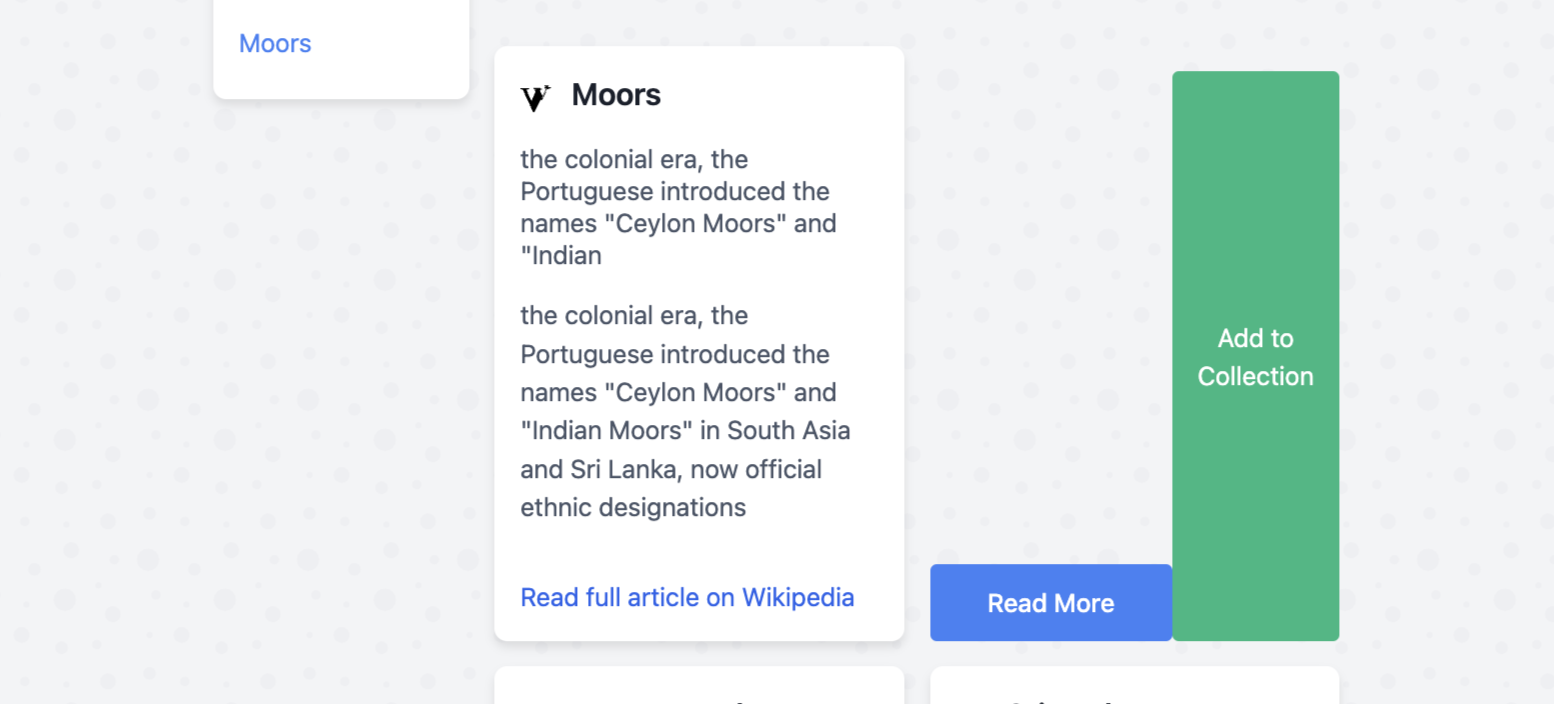 Moors
Moors
the colonial era, the
Portuguese introduced the
names "Ceylon Moors" and
"Indian
the colonial era, the
Portuguese introduced the
names "Ceylon Moors" and
"Indian Moors" in South Asia
and Sri Lanka, now official
ethnic designations
Read full article on Wikipedia
Read More
Add to
Collection